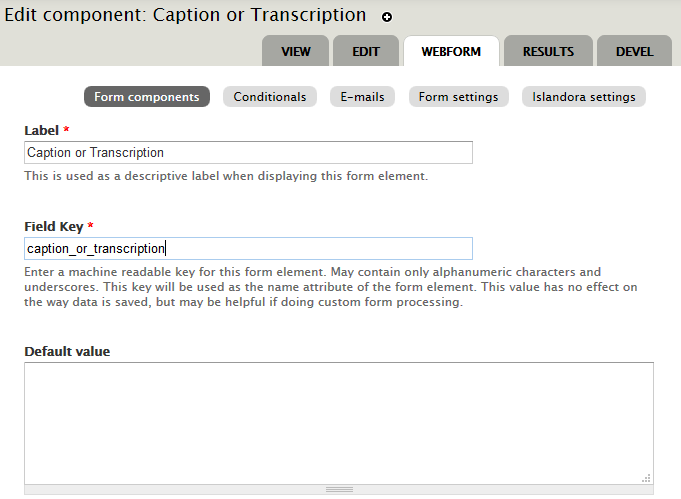 Edit component: Caption or Transcription
VIEW EDIT WEBFORM RESULTS DEVEL
Form components Conditionals E-mails Form settings Islandora settings
Label *
Caption or Transcription
This is used as a descriptive label when displaying this form element.
Field Key *
caption_or_transcription
Enter a machine readable key for this form element. May contain only alphanumeric characters and
underscores. This key will be used as the name attribute of the form element. This value has no effect on
the way data is saved, but may be helpful if doing custom form processing.
Default value